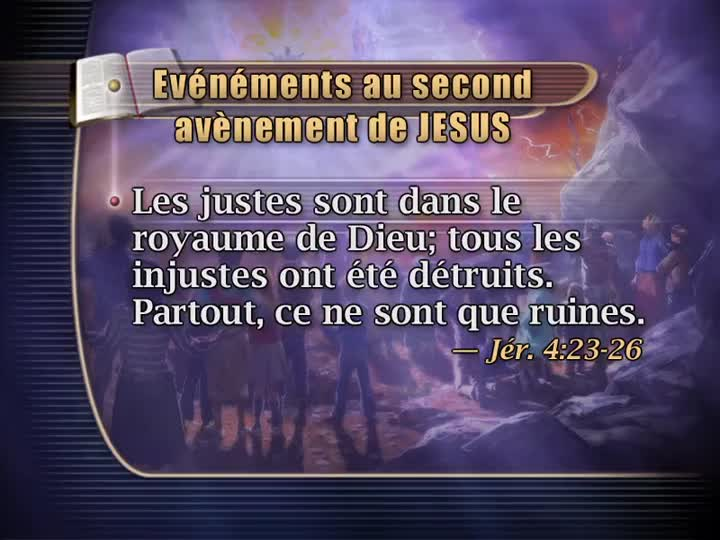 Evénéments au second
avènement de JESUS
Les justes sont dans le
royaume de Dieu; tous les
injustes ont été détruits.
Partout, ce ne sont que ruines.
— Jér. 4:23-26